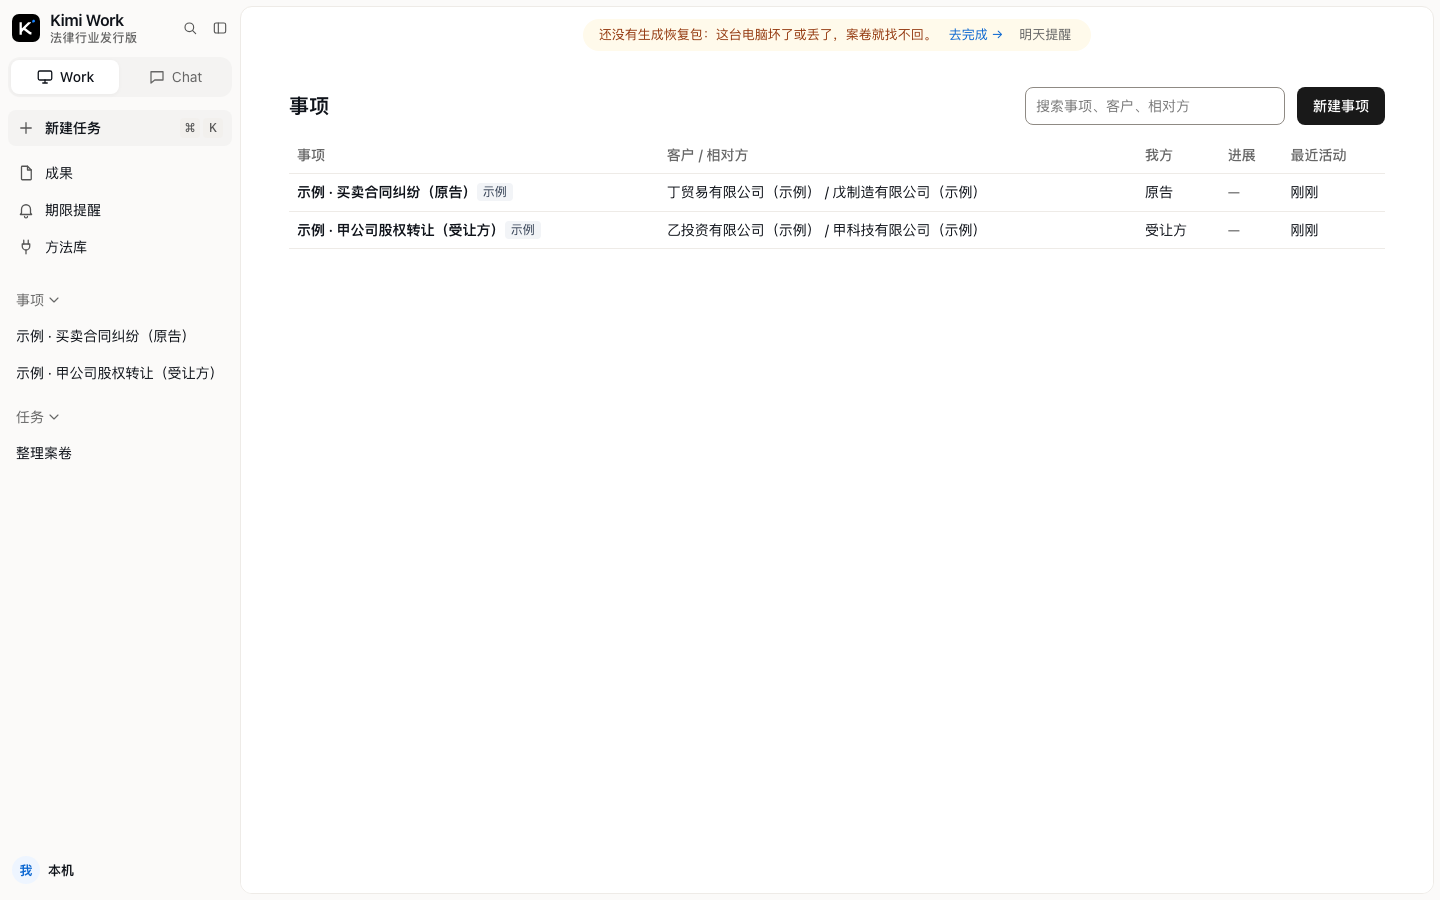 Kimi Work
法律行业发行版
Work
Chat
新建任务
⌘ K
成果
期限提醒
方法库
事项
示例 · 买卖合同纠纷（原告）
示例 · 甲公司股权转让（受让方）
任务
整理案卷
我 本机
还没有生成恢复包：这台电脑坏了或丢了，案卷就找不回。 去完成 → 明天提醒
事项
搜索事项、客户、相对方
新建事项
事项 客户 / 相对方 我方 进展 最近活动
示例 · 买卖合同纠纷（原告） 示例 丁贸易有限公司（示例） / 戊制造有限公司（示例） 原告 — 刚刚
示例 · 甲公司股权转让（受让方） 示例 乙投资有限公司（示例） / 甲科技有限公司（示例） 受让方 — 刚刚